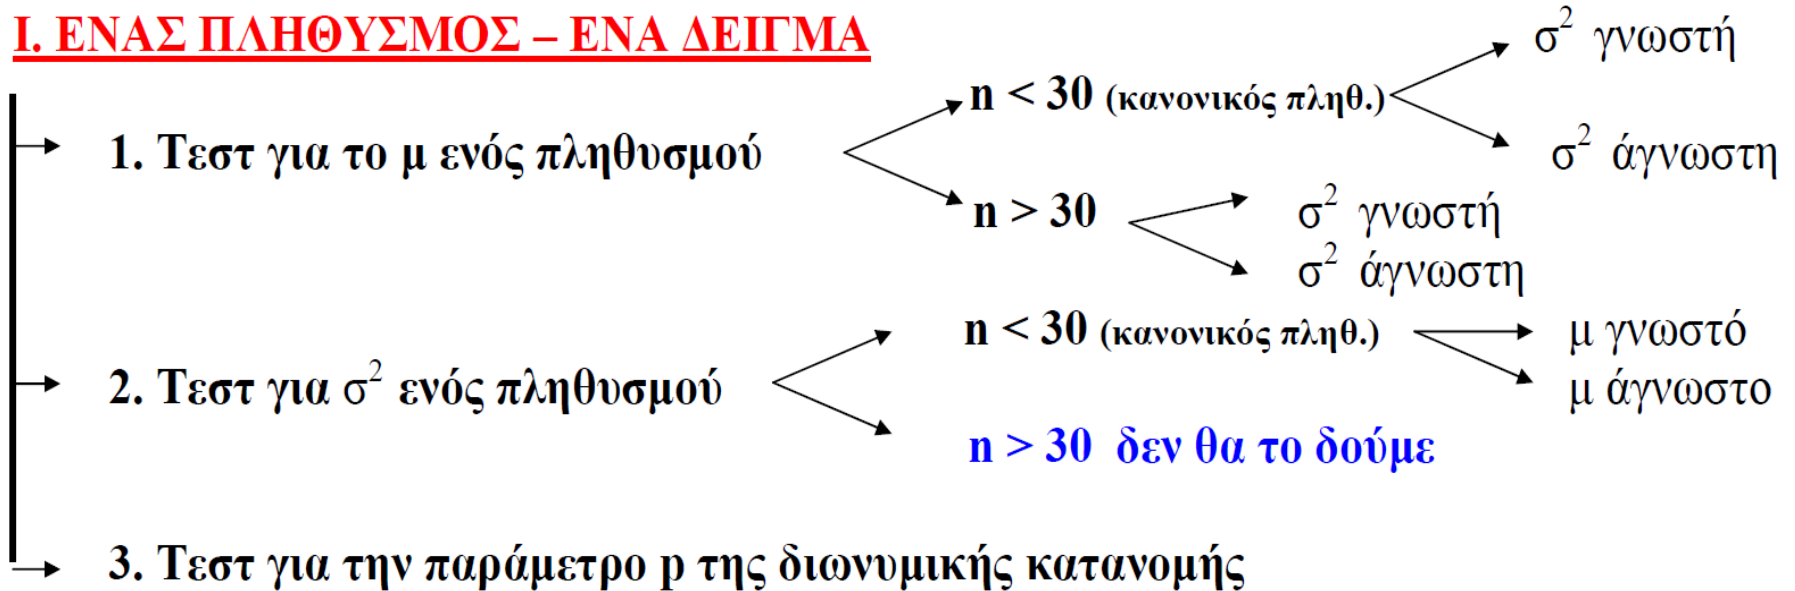 Ι. ΕΝΑΣ ΠΛΗΘΥΣΜΟΣ – ΕΝΑ ΔΕΙΓΜΑ
1. Τεστ για το μ ενός πληθυσμού
n < 30 (κανονικός πληθ.)
σ² γνωστή
σ² άγνωστη
n > 30
σ² γνωστή
σ² άγνωστη
2. Τεστ για σ² ενός πληθυσμού
n < 30 (κανονικός πληθ.)
μ γνωστό
μ άγνωστο
n > 30 δεν θα το δούμε
3. Τεστ για την παράμετρο p της διωνυμικής κατανομής